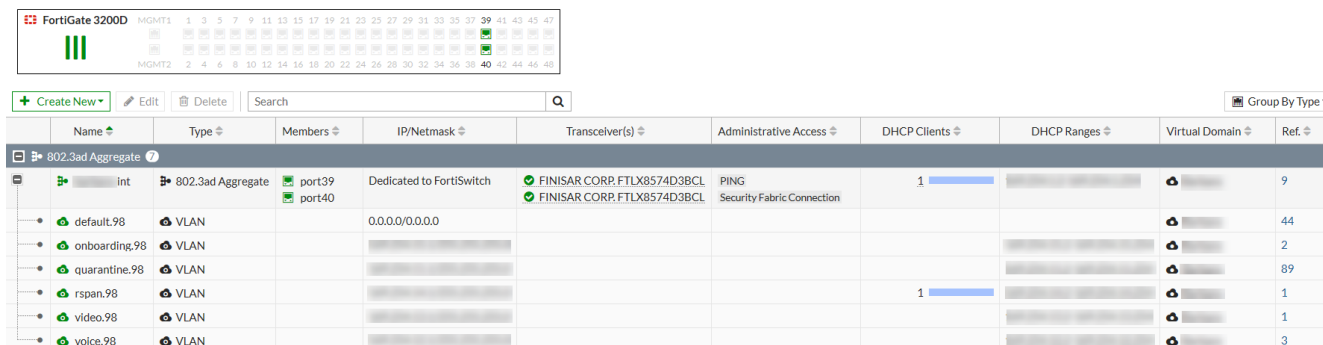 FortiGate 3200D MGMT1 1 3 5 7 9 11 13 15 17 19 21 23 25 27 29 31 33 35 37 39 41 43 45 47
MGMT2 2 4 6 8 10 12 14 16 18 20 22 24 26 28 30 32 34 36 38 40 42 44 46 48
Create New Edit Delete Search Group By Type
Name Type Members IP/Netmask Transceiver(s) Administrative Access DHCP Clients DHCP Ranges Virtual Domain Ref.
802.3ad Aggregate 7
int 802.3ad Aggregate port39 Dedicated to FortiSwitch FINISAR CORP. FTLX8574D3BCL PING 1 9
port40 FINISAR CORP. FTLX8574D3BCL Security Fabric Connection
default.98 VLAN 0.0.0.0/0.0.0.0 44
onboarding.98 VLAN 2
quarantine.98 VLAN 89
rspan.98 VLAN 1 1
video.98 VLAN 1
voice.98 VLAN 3